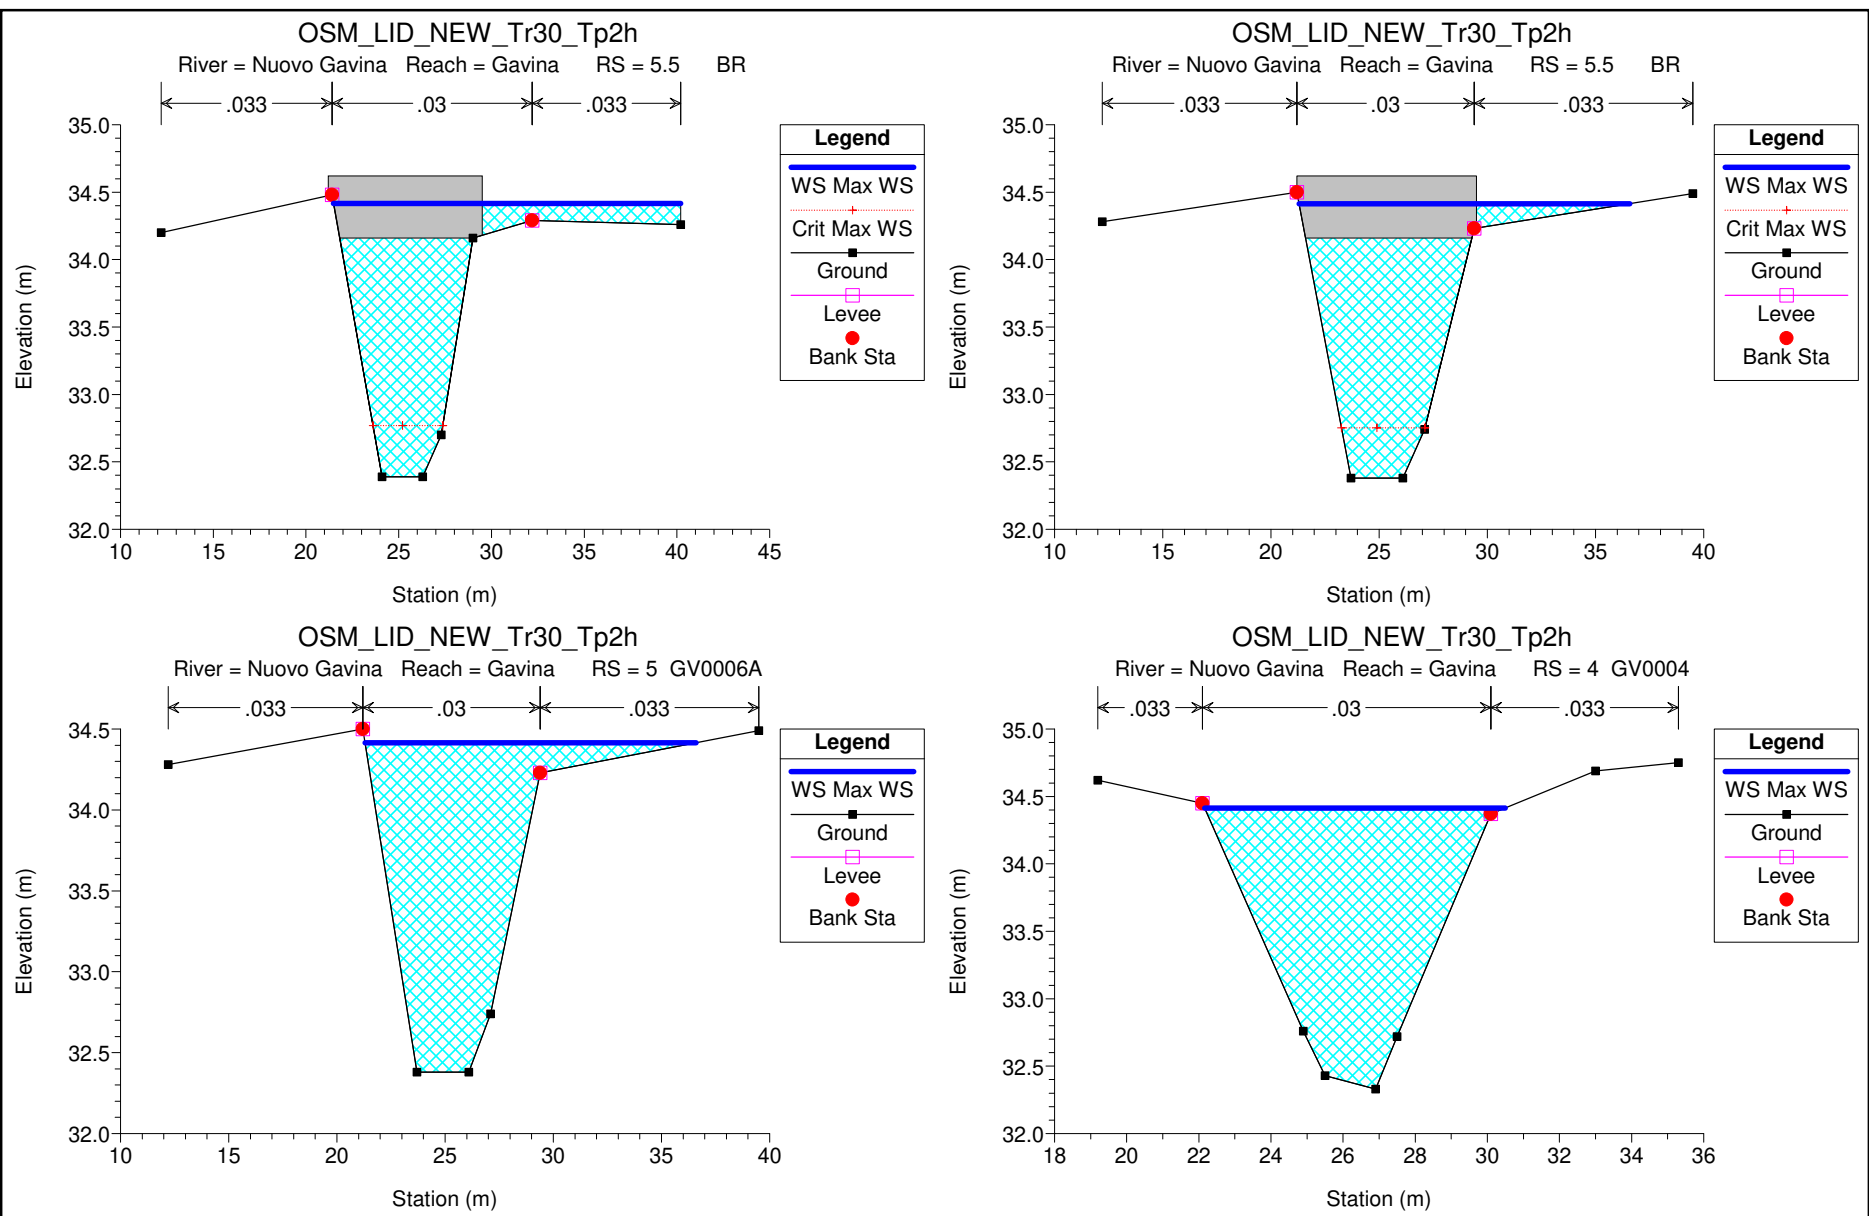 OSM_LID_NEW_Tr30_Tp2h
River = Nuovo Gavina Reach = Gavina RS = 5.5 BR
.033 .03 .033
35.0
34.5
34.0
33.5
33.0
32.5
32.0
10 15 20 25 30 35 40 45
Station (m)
Elevation (m)
Legend
WS Max WS
Crit Max WS
Ground
Levee
Bank Sta
OSM_LID_NEW_Tr30_Tp2h
River = Nuovo Gavina Reach = Gavina RS = 5.5 BR
.033 .03 .033
35.0
34.5
34.0
33.5
33.0
32.5
32.0
10 15 20 25 30 35 40
Station (m)
Elevation (m)
Legend
WS Max WS
Crit Max WS
Ground
Levee
Bank Sta
OSM_LID_NEW_Tr30_Tp2h
River = Nuovo Gavina Reach = Gavina RS = 5 GV0006A
.033 .03 .033
34.5
34.0
33.5
33.0
32.5
32.0
10 15 20 25 30 35 40
Station (m)
Elevation (m)
Legend
WS Max WS
Ground
Levee
Bank Sta
OSM_LID_NEW_Tr30_Tp2h
River = Nuovo Gavina Reach = Gavina RS = 4 GV0004
.033 .03 .033
35.0
34.5
34.0
33.5
33.0
32.5
32.0
18 20 22 24 26 28 30 32 34 36
Station (m)
Elevation (m)
Legend
WS Max WS
Ground
Levee
Bank Sta